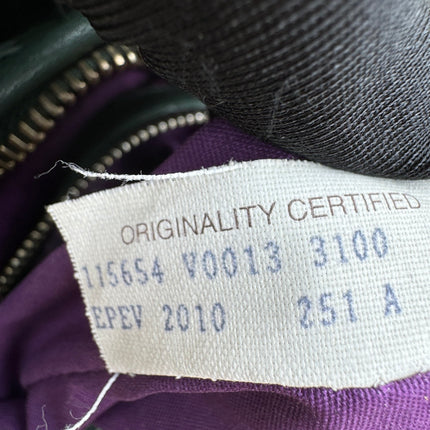 ORIGINALITY CERTIFIED
115654 V0013 3100
EPEV 2010 251 A